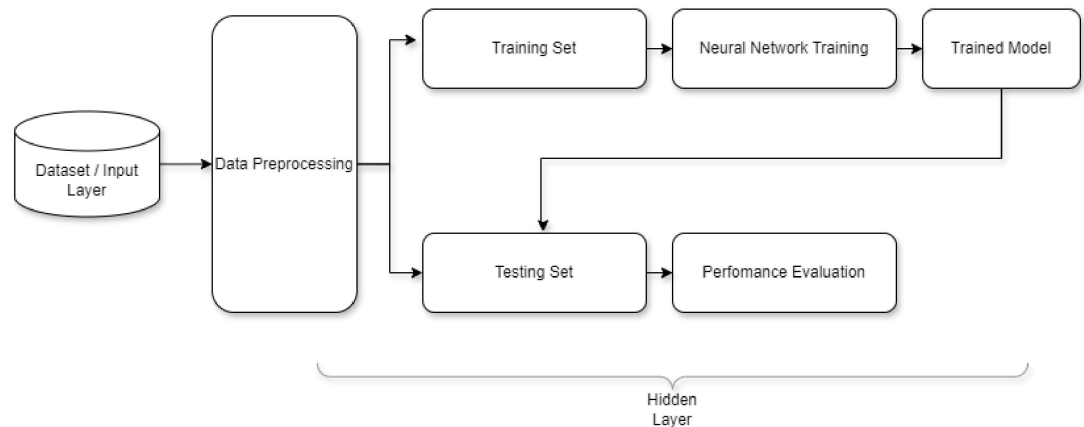 Training Set
Neural Network Training
Trained Model
Dataset / Input
Layer
Data Preprocessing
Testing Set
Perfomance Evaluation
Hidden
Layer